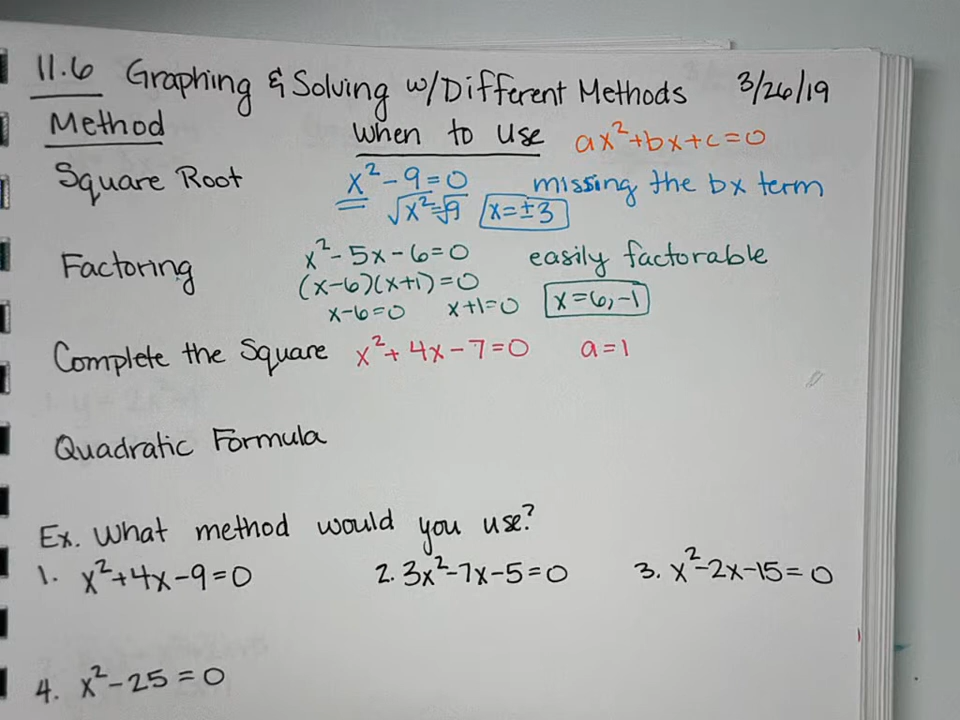 11.6 Graphing & Solving w/Different Methods 3/26/19
Method When to Use ax²+bx+c=0
Square Root x²-9=0 missing the bx term
√x²=√9 x=±3
Factoring x²-5x-6=0 easily factorable
(x-6)(x+1)=0
x-6=0 x+1=0 x=6,-1
Complete the Square x²+4x-7=0 a=1
Quadratic Formula
Ex. What method would you use?
1. x²+4x-9=0 2. 3x²-7x-5=0 3. x²-2x-15=0
4. x²-25=0